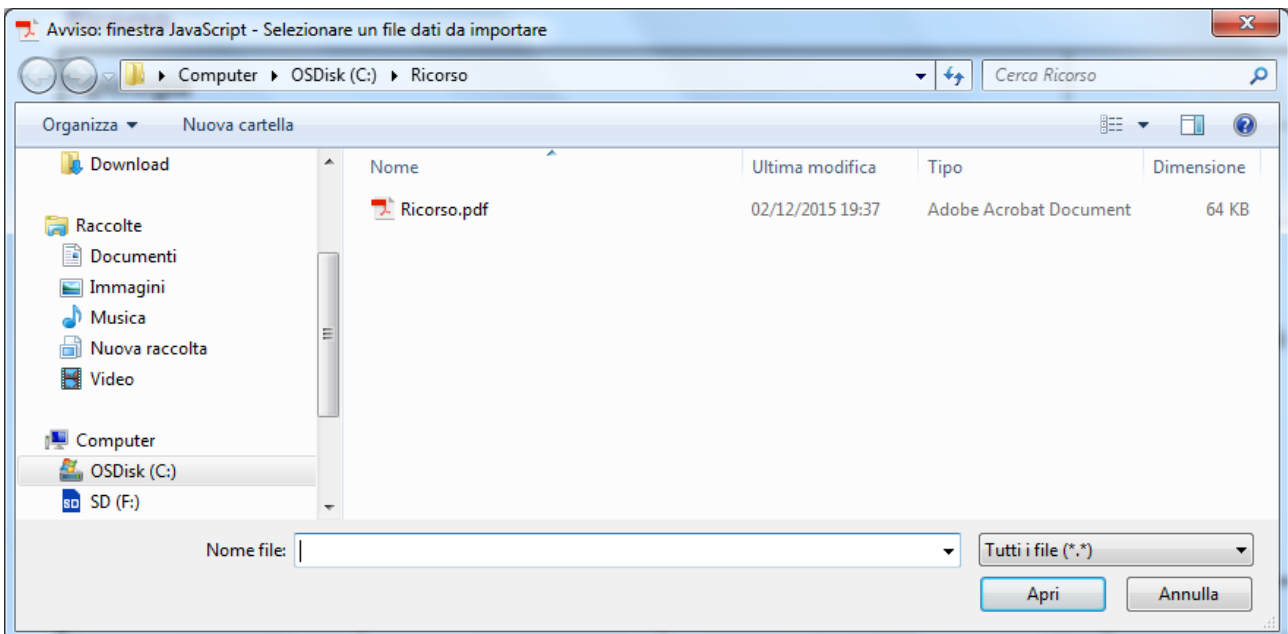 Avviso: finestra JavaScript - Selezionare un file dati da importare
Computer OSDisk (C:) Ricorso
Cerca Ricorso
Organizza Nuova cartella
Download
Raccolte
Documenti
Immagini
Musica
Nuova raccolta
Video
Computer
OSDisk (C:)
SD SD (F:)
Nome Ultima modifica Tipo Dimensione
Ricorso.pdf 02/12/2015 19:37 Adobe Acrobat Document 64 KB
Nome file: Tutti i file (*.*)
Apri Annulla